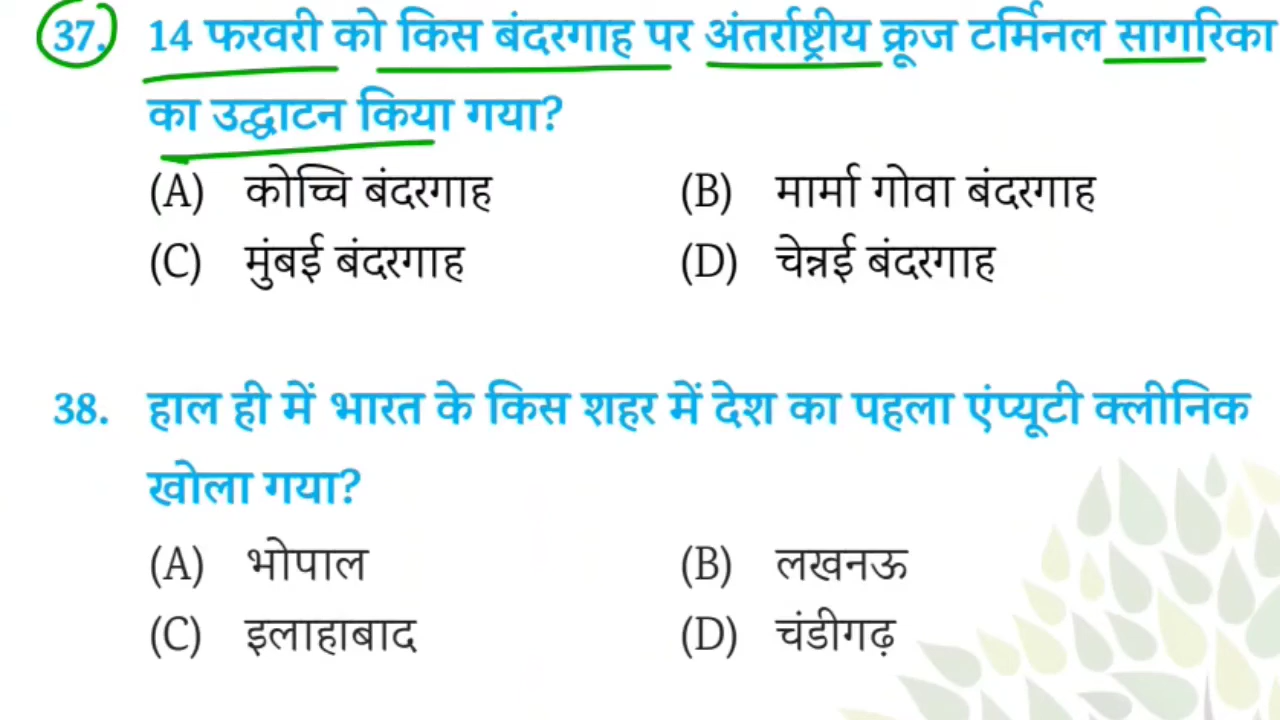 37. 14 फरवरी को किस बंदरगाह पर अंतर्राष्ट्रीय क्रूज टर्मिनल सागरिका
का उद्घाटन किया गया?
(A) कोच्चि बंदरगाह (B) मार्मा गोवा बंदरगाह
(C) मुंबई बंदरगाह (D) चेन्नई बंदरगाह
38. हाल ही में भारत के किस शहर में देश का पहला एंप्यूटी क्लीनिक
खोला गया?
(A) भोपाल (B) लखनऊ
(C) इलाहाबाद (D) चंडीगढ़